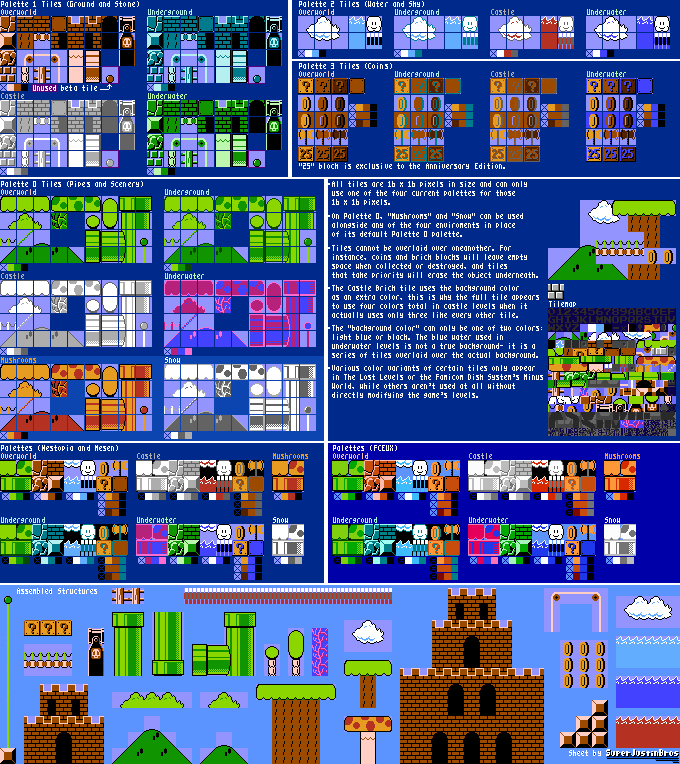 Palette 1 Tiles (Ground and Stone)
Overworld
Underground
Unused beta tile
Castle
Underwater
Palette 2 Tiles (Water and Sky)
Overworld
Underground
Castle
Underwater
Palette 3 Tiles (Coins)
Overworld
Underground
Castle
Underwater
25
25
25
25
"25" block is exclusive to the Anniversary Edition.
Palette 0 Tiles (Pipes and Scenery)
Overworld
Underground
Castle
Underwater
Mushrooms
Snow
All tiles are 16 x 16 pixels in size and can only
use one of the four current palettes for those
16 x 16 pixels.
On Palette 0, "Mushrooms" and "Snow" can be used
alongside any of the four enviroments in place
of its default Palette 0 palette.
Tiles cannot be overlaid over oneanother. For
instance, coins and brick blocks will leave empty
space when collected or destroyed, and tiles
that take priority will erase the object underneath.
The Castle Brick tile uses the background color
as an extra color, this is why the full tile appears
to use four colors total in castle levels when it
actually uses only three like every other tile.
The "background color" can only be one of two colors:
light blue or black. The blue water used in
underwater levels is not a true background- it is a
series of tiles overlaid over the actual background.
Various color variants of certain tiles only appear
in The Lost Levels or the Famicom Disk System's Minus
World, while others aren't used at all without
directly modifying the game's levels.
Tilemap
Palettes (Nestopia and Mesen)
Overworld
Castle
Mushrooms
Underground
Underwater
Snow
Palettes (FCEUX)
Overworld
Castle
Mushrooms
Underground
Underwater
Snow
Assembled Structures
Sheet by SuperJustinBros